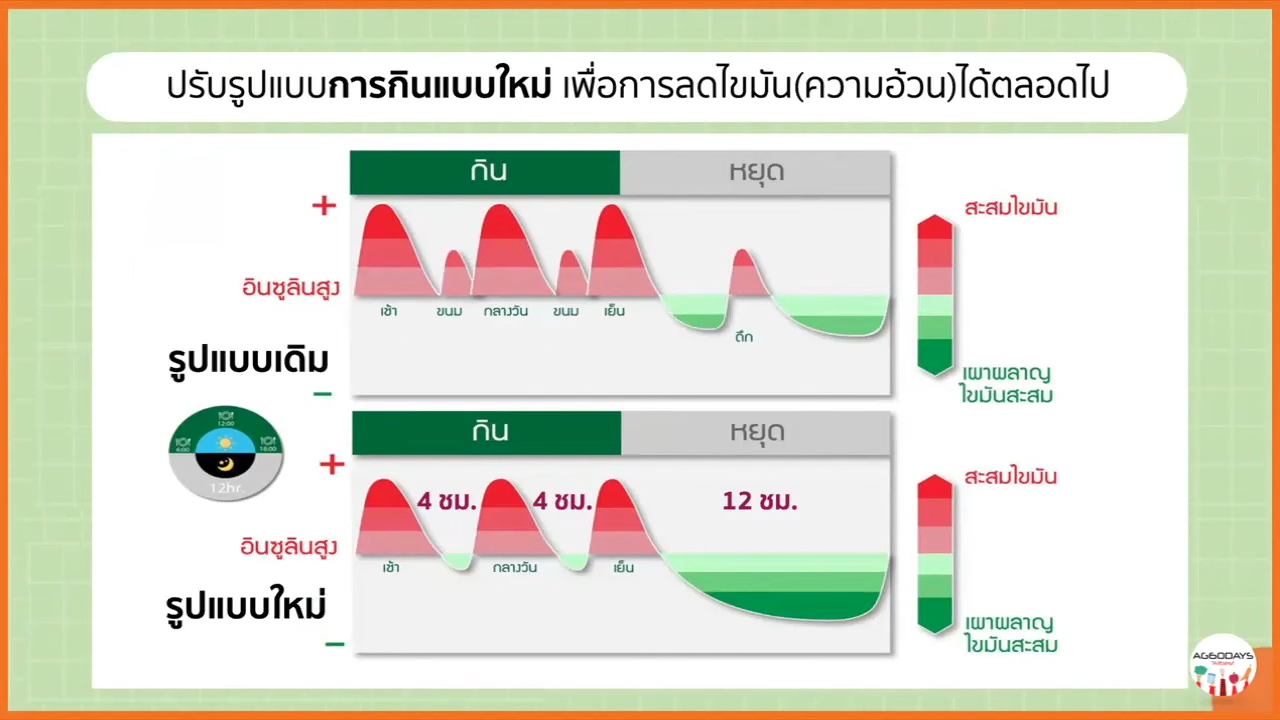 ปรับรูปแบบการกินแบบใหม่ เพื่อการลดไขมัน(ความอ้วน)ได้ตลอดไป
กิน
หยุด
+
สะสมไขมัน
อินซูลินสูง
เช้า
ขนม
กลางวัน
ขนม
เย็น
ดึก
รูปแบบเดิม
เผาผลาญ
ไขมันสะสม
−
กิน
หยุด
12:00
6:00
18:00
12hr.
+
4 ชม.
4 ชม.
12 ชม.
สะสมไขมัน
อินซูลินสูง
เช้า
กลางวัน
เย็น
รูปแบบใหม่
เผาผลาญ
ไขมันสะสม
−
AG60DAYS